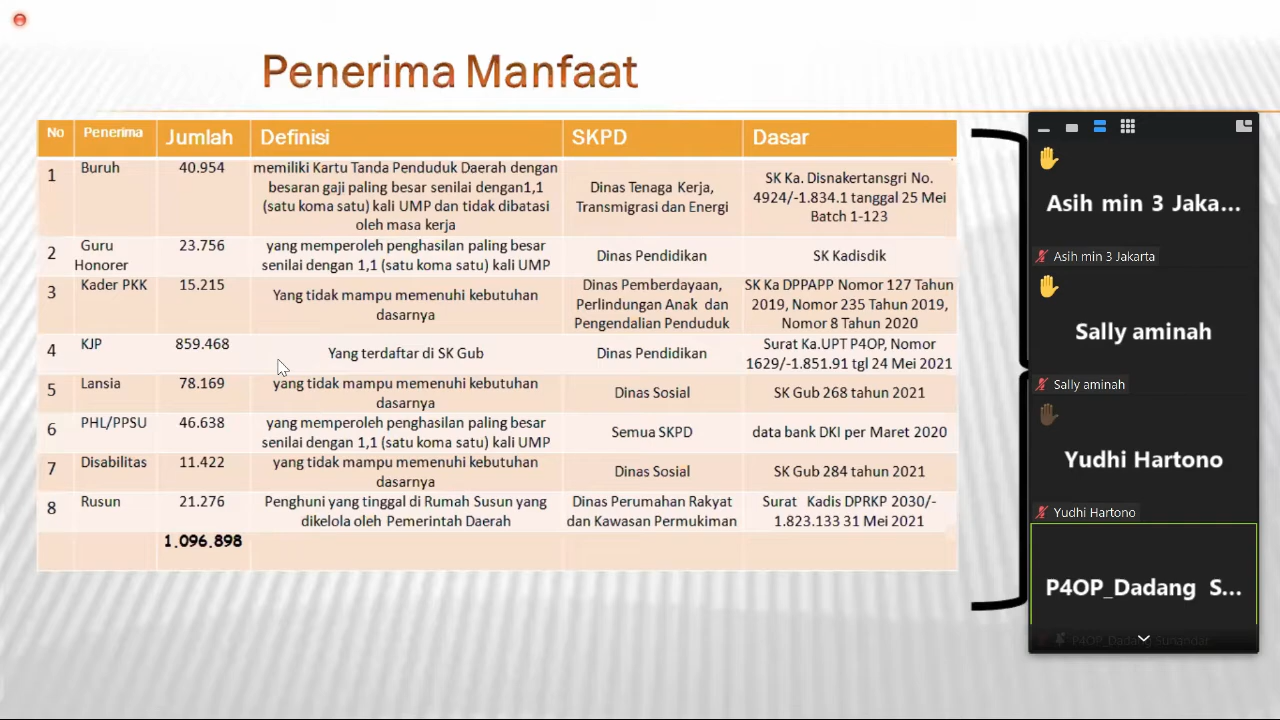 Penerima Manfaat
No Penerima Jumlah Definisi SKPD Dasar
1 Buruh 40.954 memiliki Kartu Tanda Penduduk Daerah dengan
besaran gaji paling besar senilai dengan1,1
(satu koma satu) kali UMP dan tidak dibatasi
oleh masa kerja
Dinas Tenaga Kerja,
Transmigrasi dan Energi
SK Ka. Disnakertansgri No.
4924/-1.834.1 tanggal 25 Mei
Batch 1-123
2 Guru
Honorer
23.756
yang memperoleh penghasilan paling besar
senilai dengan 1,1 (satu koma satu) kali UMP
Dinas Pendidikan
SK Kadisdik
3 Kader PKK 15.215
Yang tidak mampu memenuhi kebutuhan
dasarnya
Dinas Pemberdayaan,
Perlindungan Anak dan
Pengendalian Penduduk
SK Ka DPPAPP Nomor 127 Tahun
2019, Nomor 235 Tahun 2019,
Nomor 8 Tahun 2020
4 KJP 859.468
Yang terdaftar di SK Gub
Dinas Pendidikan
Surat Ka.UPT P4OP, Nomor
1629/-1.851.91 tgl 24 Mei 2021
5 Lansia 78.169
yang tidak mampu memenuhi kebutuhan
dasarnya
Dinas Sosial
SK Gub 268 tahun 2021
6 PHL/PPSU 46.638
yang memperoleh penghasilan paling besar
senilai dengan 1,1 (satu koma satu) kali UMP
Semua SKPD
data bank DKI per Maret 2020
7 Disabilitas 11.422
yang tidak mampu memenuhi kebutuhan
dasarnya
Dinas Sosial
SK Gub 284 tahun 2021
8 Rusun 21.276
Penghuni yang tinggal di Rumah Susun yang
dikelola oleh Pemerintah Daerah
Dinas Perumahan Rakyat
dan Kawasan Permukiman
Surat Kadis DPRKP 2030/-
1.823.133 31 Mei 2021
1.096.898
Asih min 3 Jaka...
Asih min 3 Jakarta
Sally aminah
Sally aminah
Yudhi Hartono
Yudhi Hartono
P4OP_Dadang S...
P4OP_Dadang Sunandar